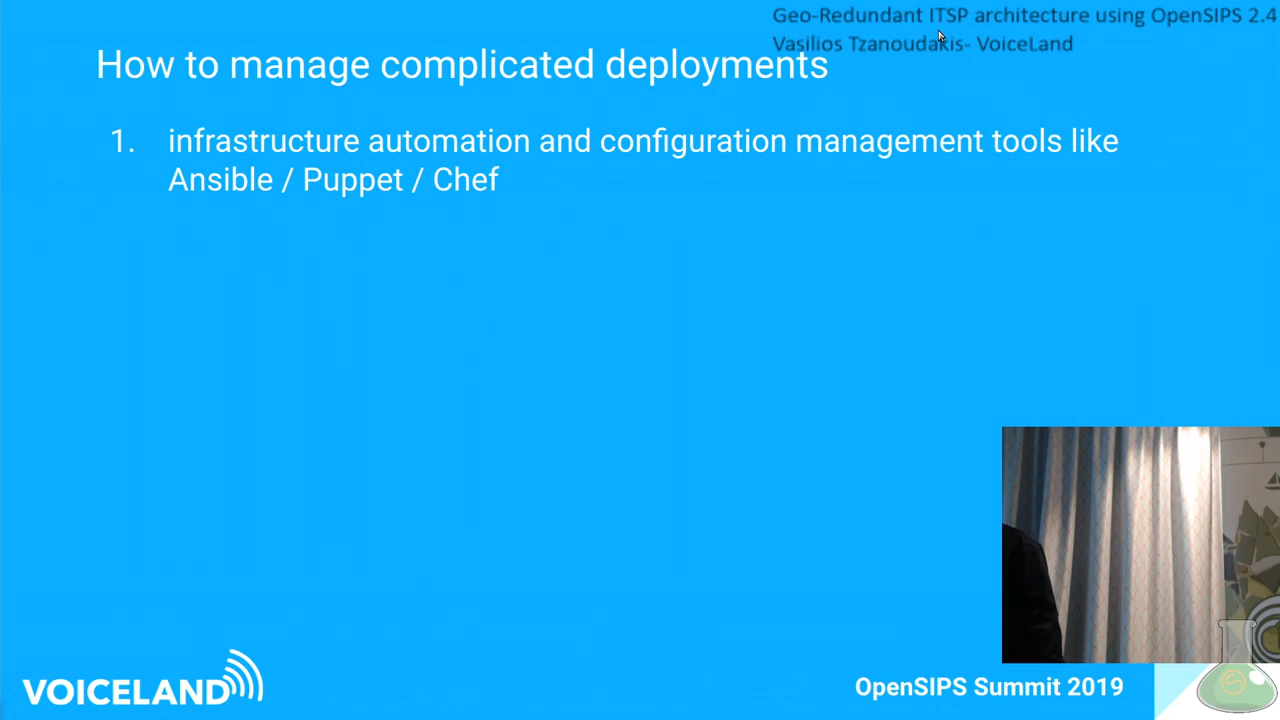 Geo-Redundant ITSP architecture using OpenSIPS 2.4
Vasilios Tzanoudakis- VoiceLand
How to manage complicated deployments
1. infrastructure automation and configuration management tools like
Ansible / Puppet / Chef
VOICELAND
OpenSIPS Summit 2019